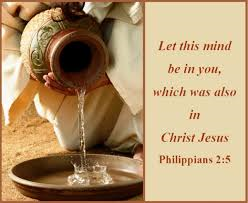 Let this mind
be in you,
which was also
in
Christ Jesus
Philippians 2:5